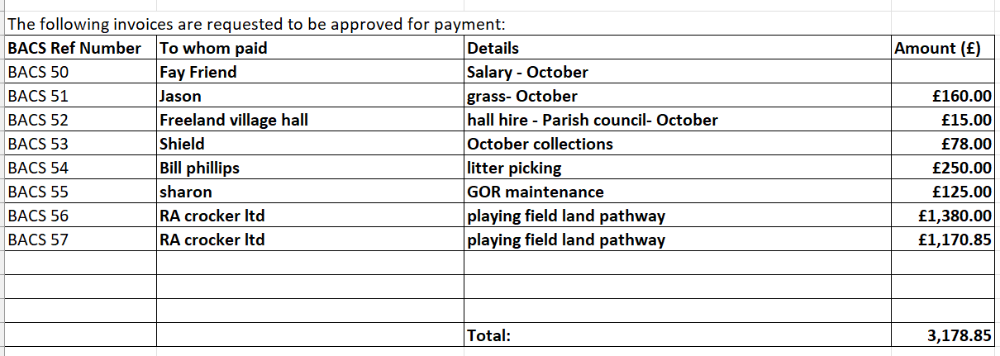 The following invoices are requested to be approved for payment:
BACS Ref Number To whom paid Details Amount (£)
BACS 50 Fay Friend Salary - October
BACS 51 Jason grass- October £160.00
BACS 52 Freeland village hall hall hire - Parish council- October £15.00
BACS 53 Shield October collections £78.00
BACS 54 Bill phillips litter picking £250.00
BACS 55 sharon GOR maintenance £125.00
BACS 56 RA crocker ltd playing field land pathway £1,380.00
BACS 57 RA crocker ltd playing field land pathway £1,170.85
Total: 3,178.85